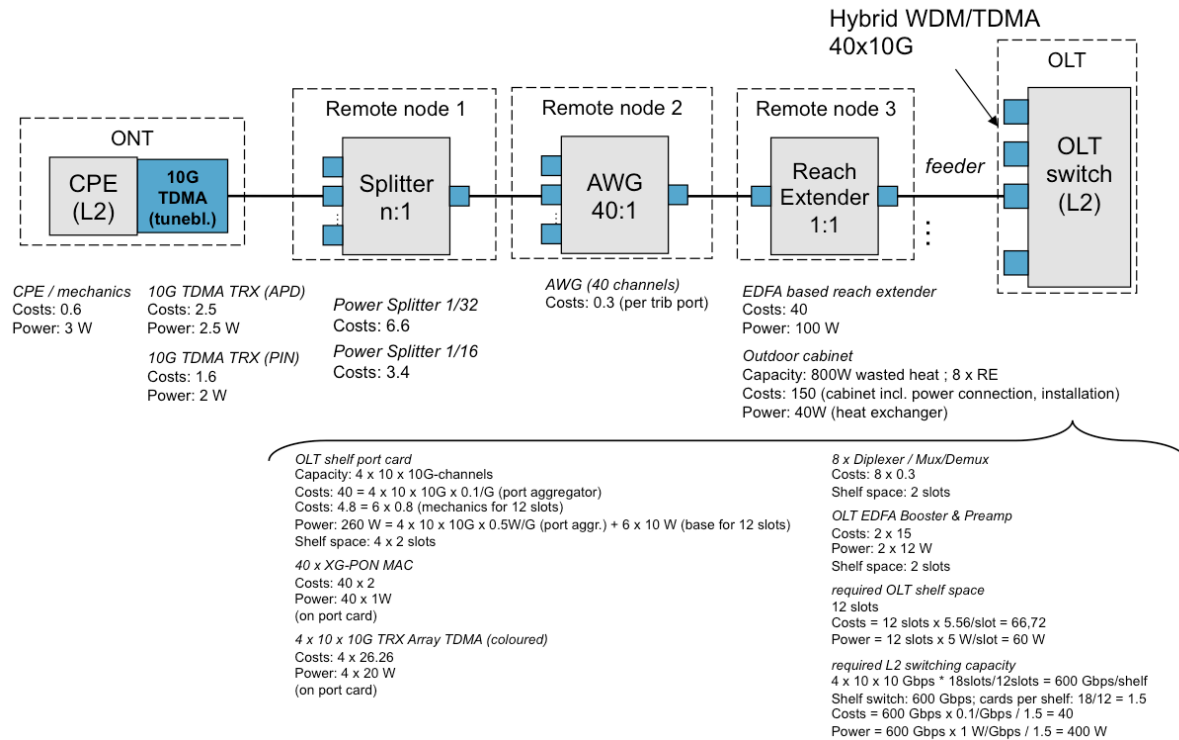 Hybrid WDM/TDMA
40x10G
OLT
Remote node 1
Remote node 2
Remote node 3
ONT
CPE
(L2)
10G
TDMA
(tunebl.)
Splitter
n:1
AWG
40:1
Reach
Extender
1:1
feeder
OLT
switch
(L2)
CPE / mechanics
Costs: 0.6
Power: 3 W
10G TDMA TRX (APD)
Costs: 2.5
Power: 2.5 W
10G TDMA TRX (PIN)
Costs: 1.6
Power: 2 W
Power Splitter 1/32
Costs: 6.6
Power Splitter 1/16
Costs: 3.4
AWG (40 channels)
Costs: 0.3 (per trib port)
EDFA based reach extender
Costs: 40
Power: 100 W
Outdoor cabinet
Capacity: 800W wasted heat ; 8 x RE
Costs: 150 (cabinet incl. power connection, installation)
Power: 40W (heat exchanger)
OLT shelf port card
Capacity: 4 x 10 x 10G-channels
Costs: 40 = 4 x 10 x 10G x 0.1/G (port aggregator)
Costs: 4.8 = 6 x 0.8 (mechanics for 12 slots)
Power: 260 W = 4 x 10 x 10G x 0.5W/G (port aggr.) + 6 x 10 W (base for 12 slots)
Shelf space: 4 x 2 slots
40 x XG-PON MAC
Costs: 40 x 2
Power: 40 x 1W
(on port card)
4 x 10 x 10G TRX Array TDMA (coloured)
Costs: 4 x 26.26
Power: 4 x 20 W
(on port card)
8 x Diplexer / Mux/Demux
Costs: 8 x 0.3
Shelf space: 2 slots
OLT EDFA Booster & Preamp
Costs: 2 x 15
Power: 2 x 12 W
Shelf space: 2 slots
required OLT shelf space
12 slots
Costs = 12 slots x 5.56/slot = 66,72
Power = 12 slots x 5 W/slot = 60 W
required L2 switching capacity
4 x 10 x 10 Gbps * 18slots/12slots = 600 Gbps/shelf
Shelf switch: 600 Gbps; cards per shelf: 18/12 = 1.5
Costs = 600 Gbps x 0.1/Gbps / 1.5 = 40
Power = 600 Gbps x 1 W/Gbps / 1.5 = 400 W